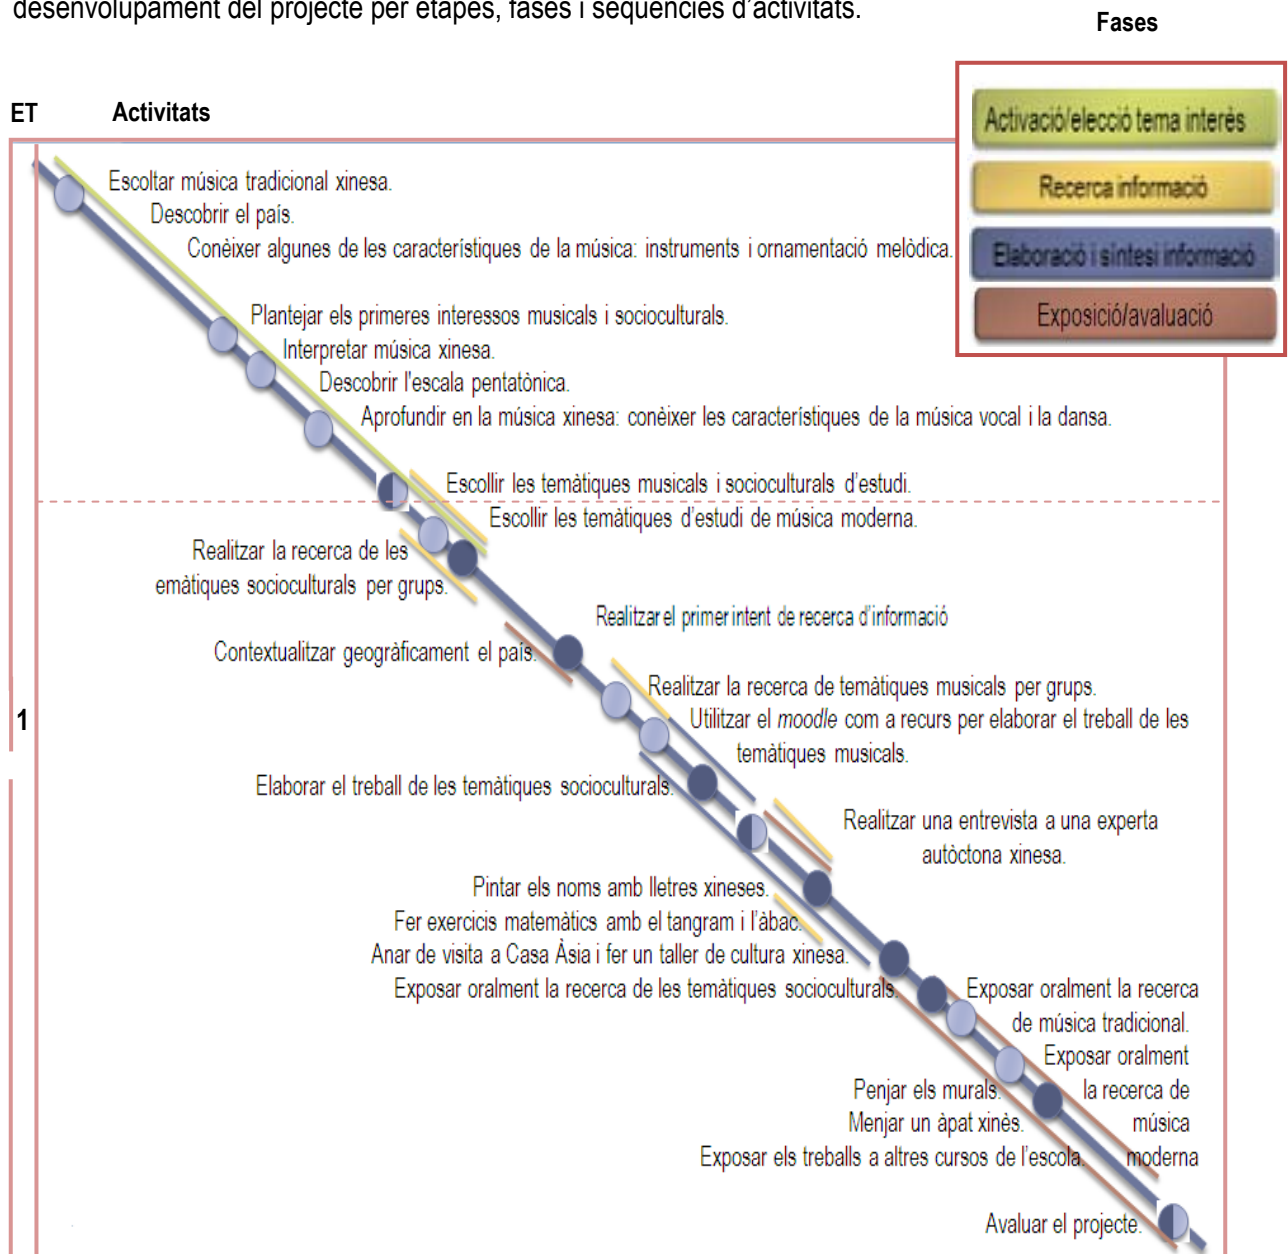 desenvolupament del projecte per etapes, fases i seqüències d'activitats.
Fases
Activació/elecció tema interès
Recerca informació
Elaboració i síntesi informació
Exposició/avaluació
ET
Activitats
Escoltar música tradicional xinesa.
Descobrir el país.
Conèixer algunes de les característiques de la música: instruments i ornamentació melòdica.
Plantejar els primeres interessos musicals i socioculturals.
Interpretar música xinesa.
Descobrir l'escala pentatònica.
Aprofundir en la música xinesa: conèixer les característiques de la música vocal i la dansa.
Escollir les temàtiques musicals i socioculturals d'estudi.
Escollir les temàtiques d'estudi de música moderna.
Realitzar la recerca de les
emàtiques socioculturals per grups.
Realitzar el primer intent de recerca d'informació
Contextualitzar geogràficament el país.
Realitzar la recerca de temàtiques musicals per grups.
1
Utilitzar el moodle com a recurs per elaborar el treball de les
temàtiques musicals.
Elaborar el treball de les temàtiques socioculturals.
Realitzar una entrevista a una experta
autòctona xinesa.
Pintar els noms amb lletres xineses.
Fer exercicis matemàtics amb el tangram i l'àbac.
Anar de visita a Casa Àsia i fer un taller de cultura xinesa.
Exposar oralment la recerca de les temàtiques socioculturals.
Exposar oralment la recerca
de música tradicional.
Exposar oralment
la recerca de
música
moderna
Penjar els murals.
Menjar un àpat xinès.
Exposar els treballs a altres cursos de l'escola.
Avaluar el projecte.